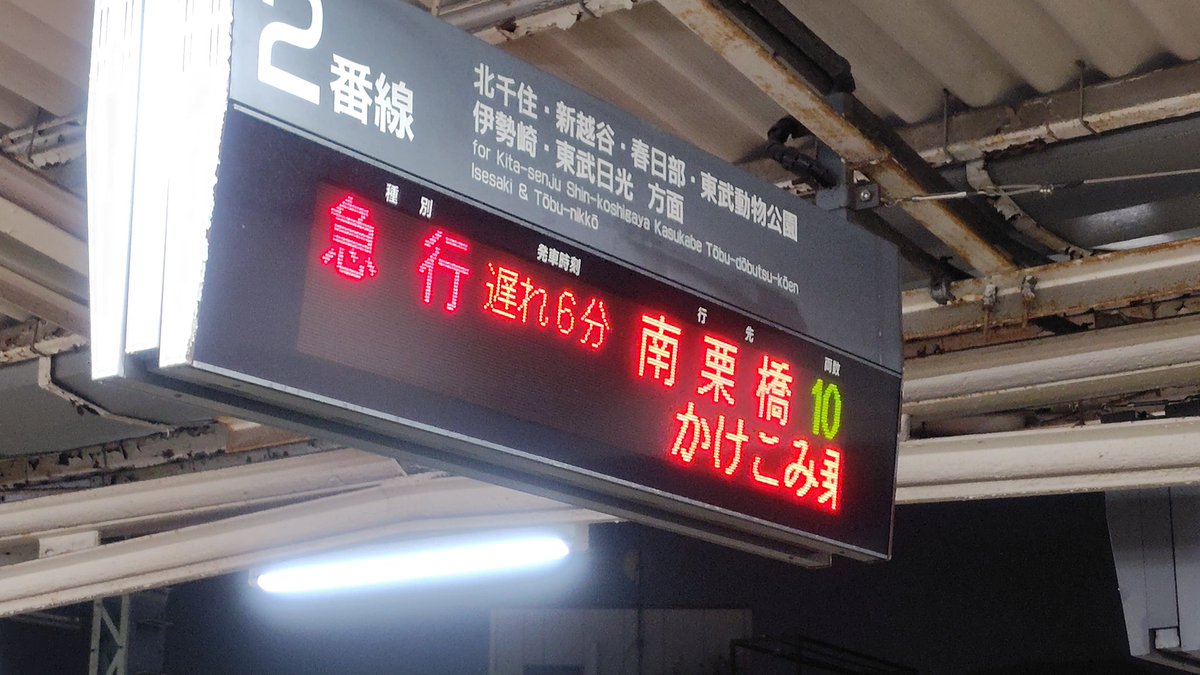 2番線
北千住・新越谷・春日部・東武動物公園
伊勢崎・東武日光 方面
for Kita-senju Shin-koshigaya Kasukabe Tōbu-dōbutsu-kōen
Isesaki & Tōbu-nikkō
種別 発車時刻 行先 両数
急行 遅れ6分 南栗橋 10
かけこみ乗